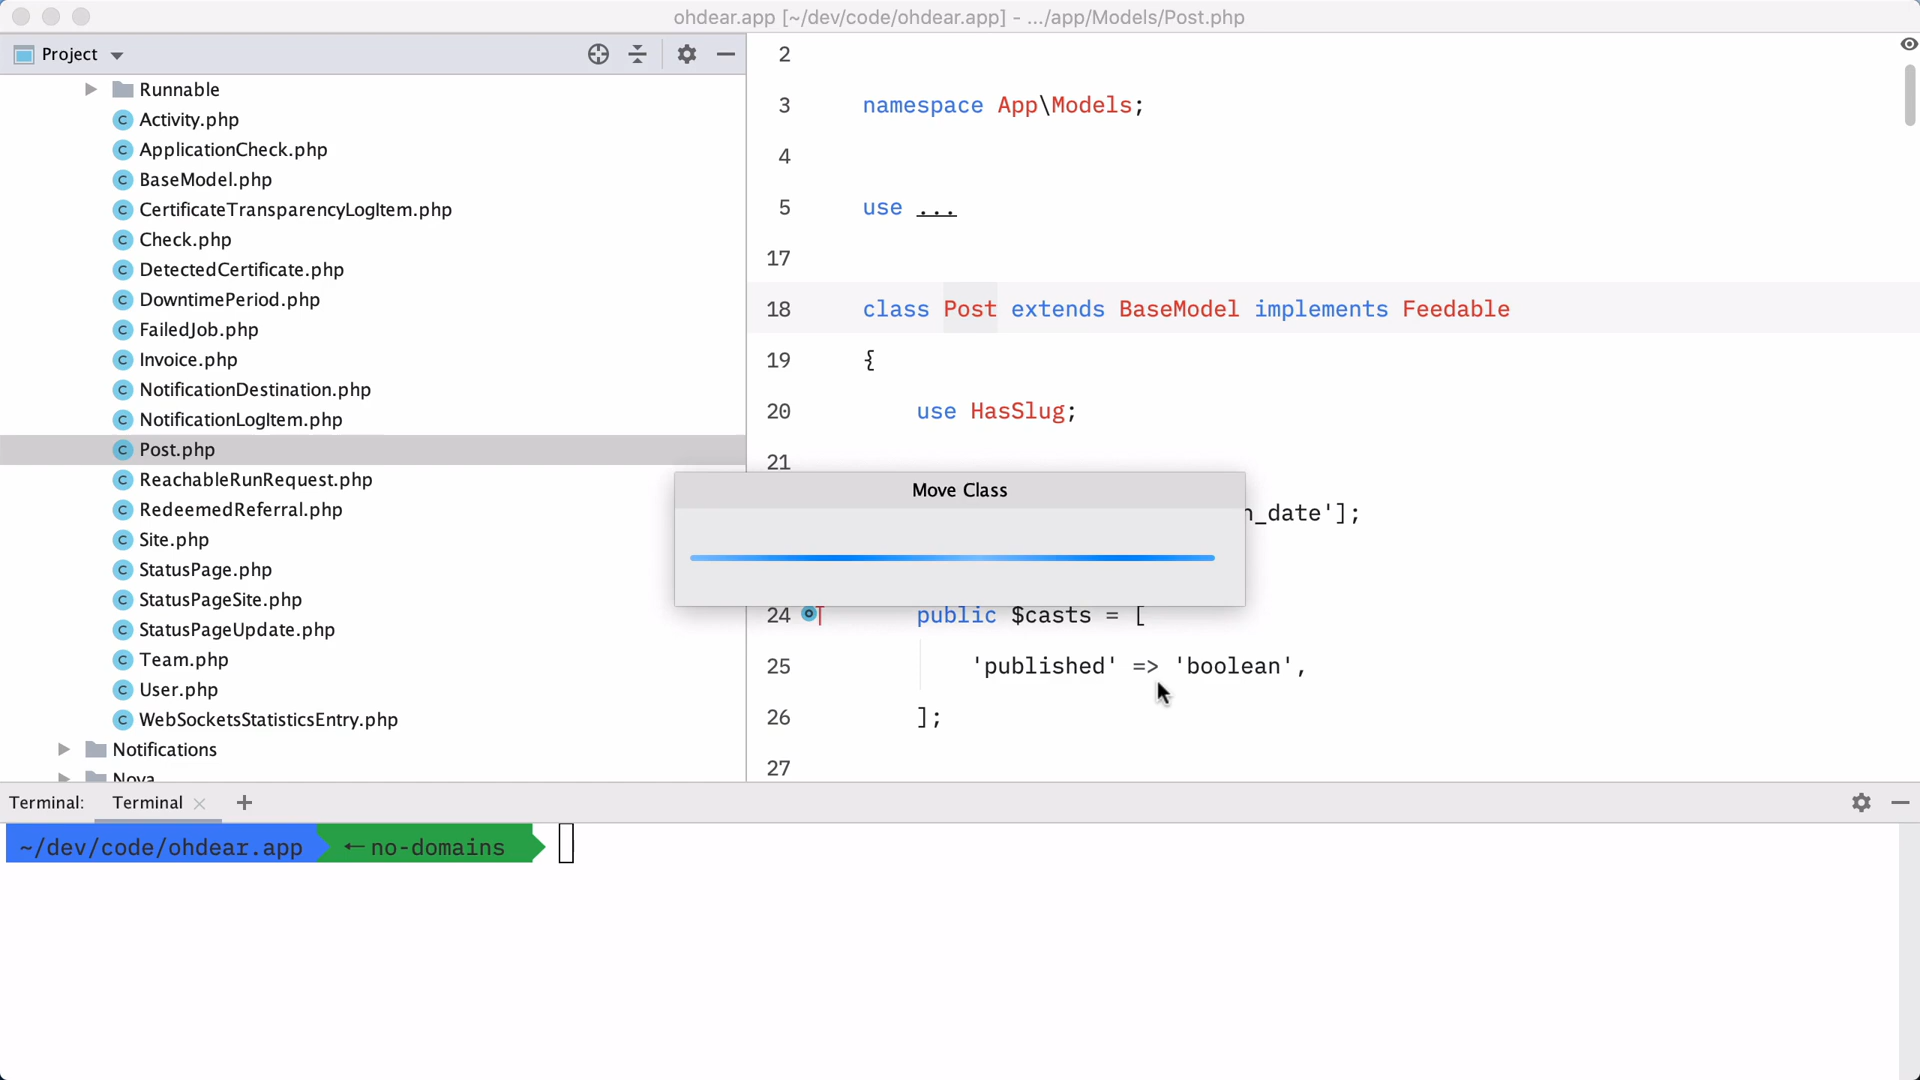 ohdear.app [~/dev/code/ohdear.app] - .../app/Models/Post.php
Project
Runnable
Activity.php
ApplicationCheck.php
BaseModel.php
CertificateTransparencyLogItem.php
Check.php
DetectedCertificate.php
DowntimePeriod.php
FailedJob.php
Invoice.php
NotificationDestination.php
NotificationLogItem.php
Post.php
ReachableRunRequest.php
RedeemedReferral.php
Site.php
StatusPage.php
StatusPageSite.php
StatusPageUpdate.php
Team.php
User.php
WebSocketsStatisticsEntry.php
Notifications
Nova
2
3 namespace App\Models;
4
5 use ...
17
18 class Post extends BaseModel implements Feedable
19 {
20 use HasSlug;
21
_date'];
24 public $casts = [
25 'published' => 'boolean',
26 ];
27
Move Class
Terminal: Terminal
~/dev/code/ohdear.app ←no-domains